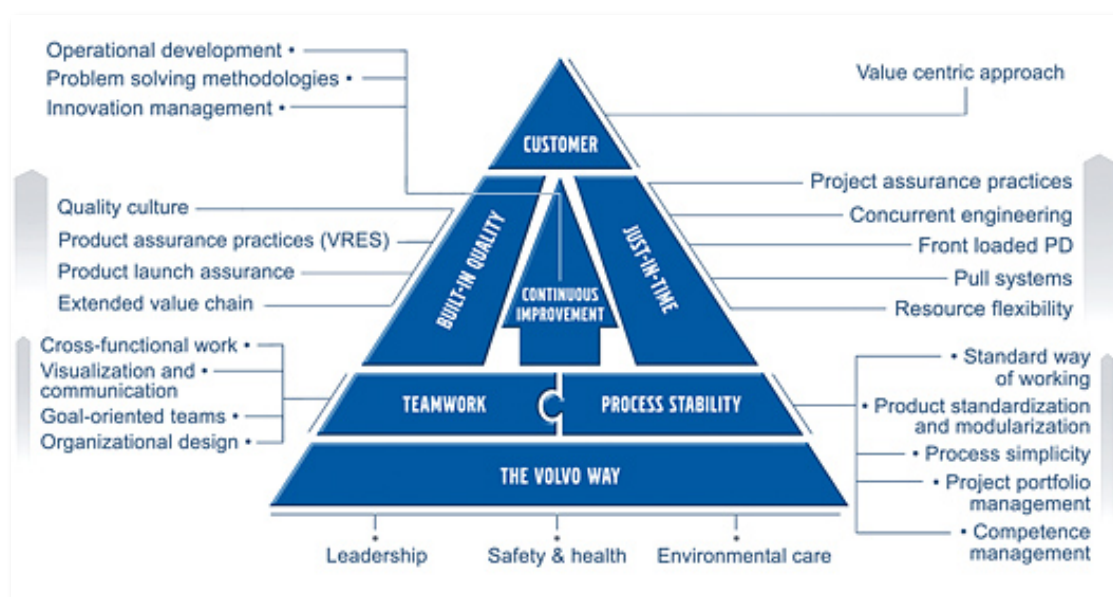 Operational development •
Problem solving methodologies •
Innovation management •
Value centric approach
CUSTOMER
Quality culture
Product assurance practices (VRES)
Product launch assurance
Extended value chain
BUILT-IN QUALITY
CONTINUOUS
IMPROVEMENT
JUST-IN-TIME
Project assurance practices
Concurrent engineering
Front loaded PD
Pull systems
Resource flexibility
Cross-functional work •
Visualization and •
communication
Goal-oriented teams •
Organizational design •
TEAMWORK
PROCESS STABILITY
• Standard way
of working
• Product standardization
and modularization
• Process simplicity
• Project portfolio
management
• Competence
management
THE VOLVO WAY
• Leadership
• Safety & health
• Environmental care